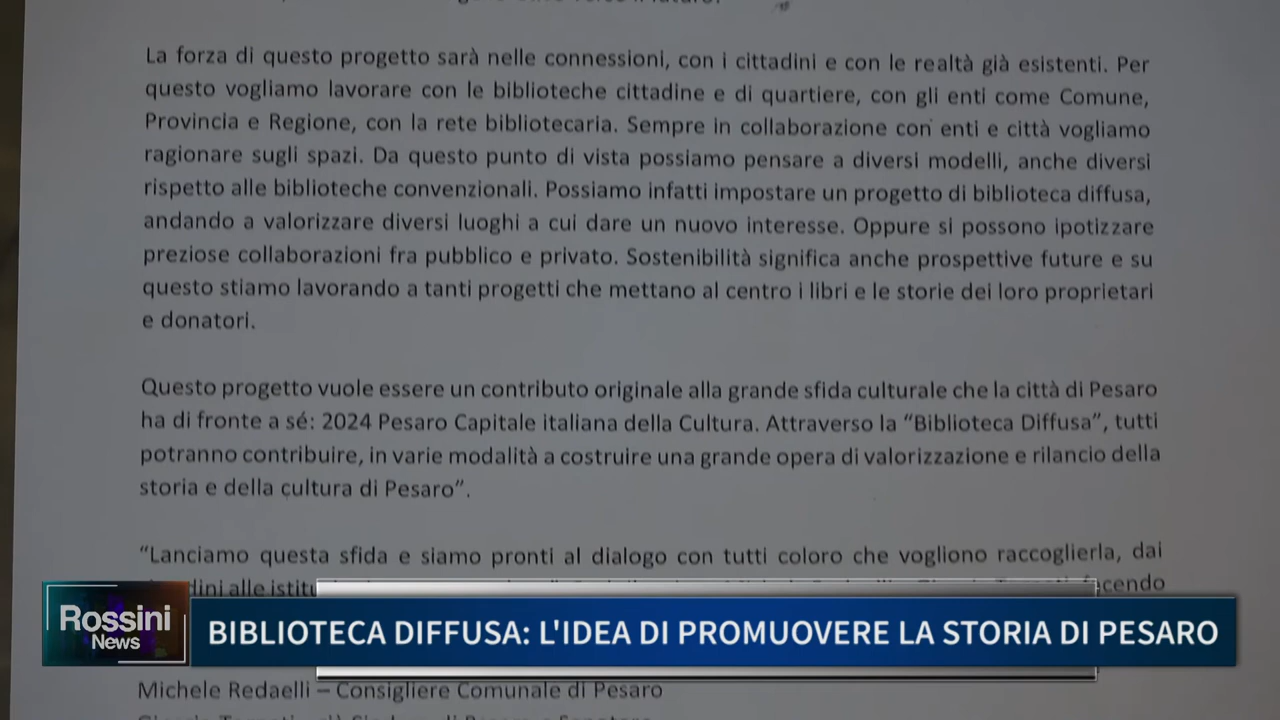 La forza di questo progetto sarà nelle connessioni, con i cittadini e con le realtà già esistenti. Per
questo vogliamo lavorare con le biblioteche cittadine e di quartiere, con gli enti come Comune,
Provincia e Regione, con la rete bibliotecaria. Sempre in collaborazione con enti e città vogliamo
ragionare sugli spazi. Da questo punto di vista possiamo pensare a diversi modelli, anche diversi
rispetto alle biblioteche convenzionali. Possiamo infatti impostare un progetto di biblioteca diffusa,
andando a valorizzare diversi luoghi a cui dare un nuovo interesse. Oppure si possono ipotizzare
preziose collaborazioni fra pubblico e privato. Sostenibilità significa anche prospettive future e su
questo stiamo lavorando a tanti progetti che mettano al centro i libri e le storie dei loro proprietari
e donatori.
Questo progetto vuole essere un contributo originale alla grande sfida culturale che la città di Pesaro
ha di fronte a sé: 2024 Pesaro Capitale italiana della Cultura. Attraverso la “Biblioteca Diffusa”, tutti
potranno contribuire, in varie modalità a costruire una grande opera di valorizzazione e rilancio della
storia e della cultura di Pesaro”.
“Lanciamo questa sfida e siamo pronti al dialogo con tutti coloro che vogliono raccoglierla, dai
Rossini
News
BIBLIOTECA DIFFUSA: L'IDEA DI PROMUOVERE LA STORIA DI PESARO
Michele Redaelli – Consigliere Comunale di Pesaro